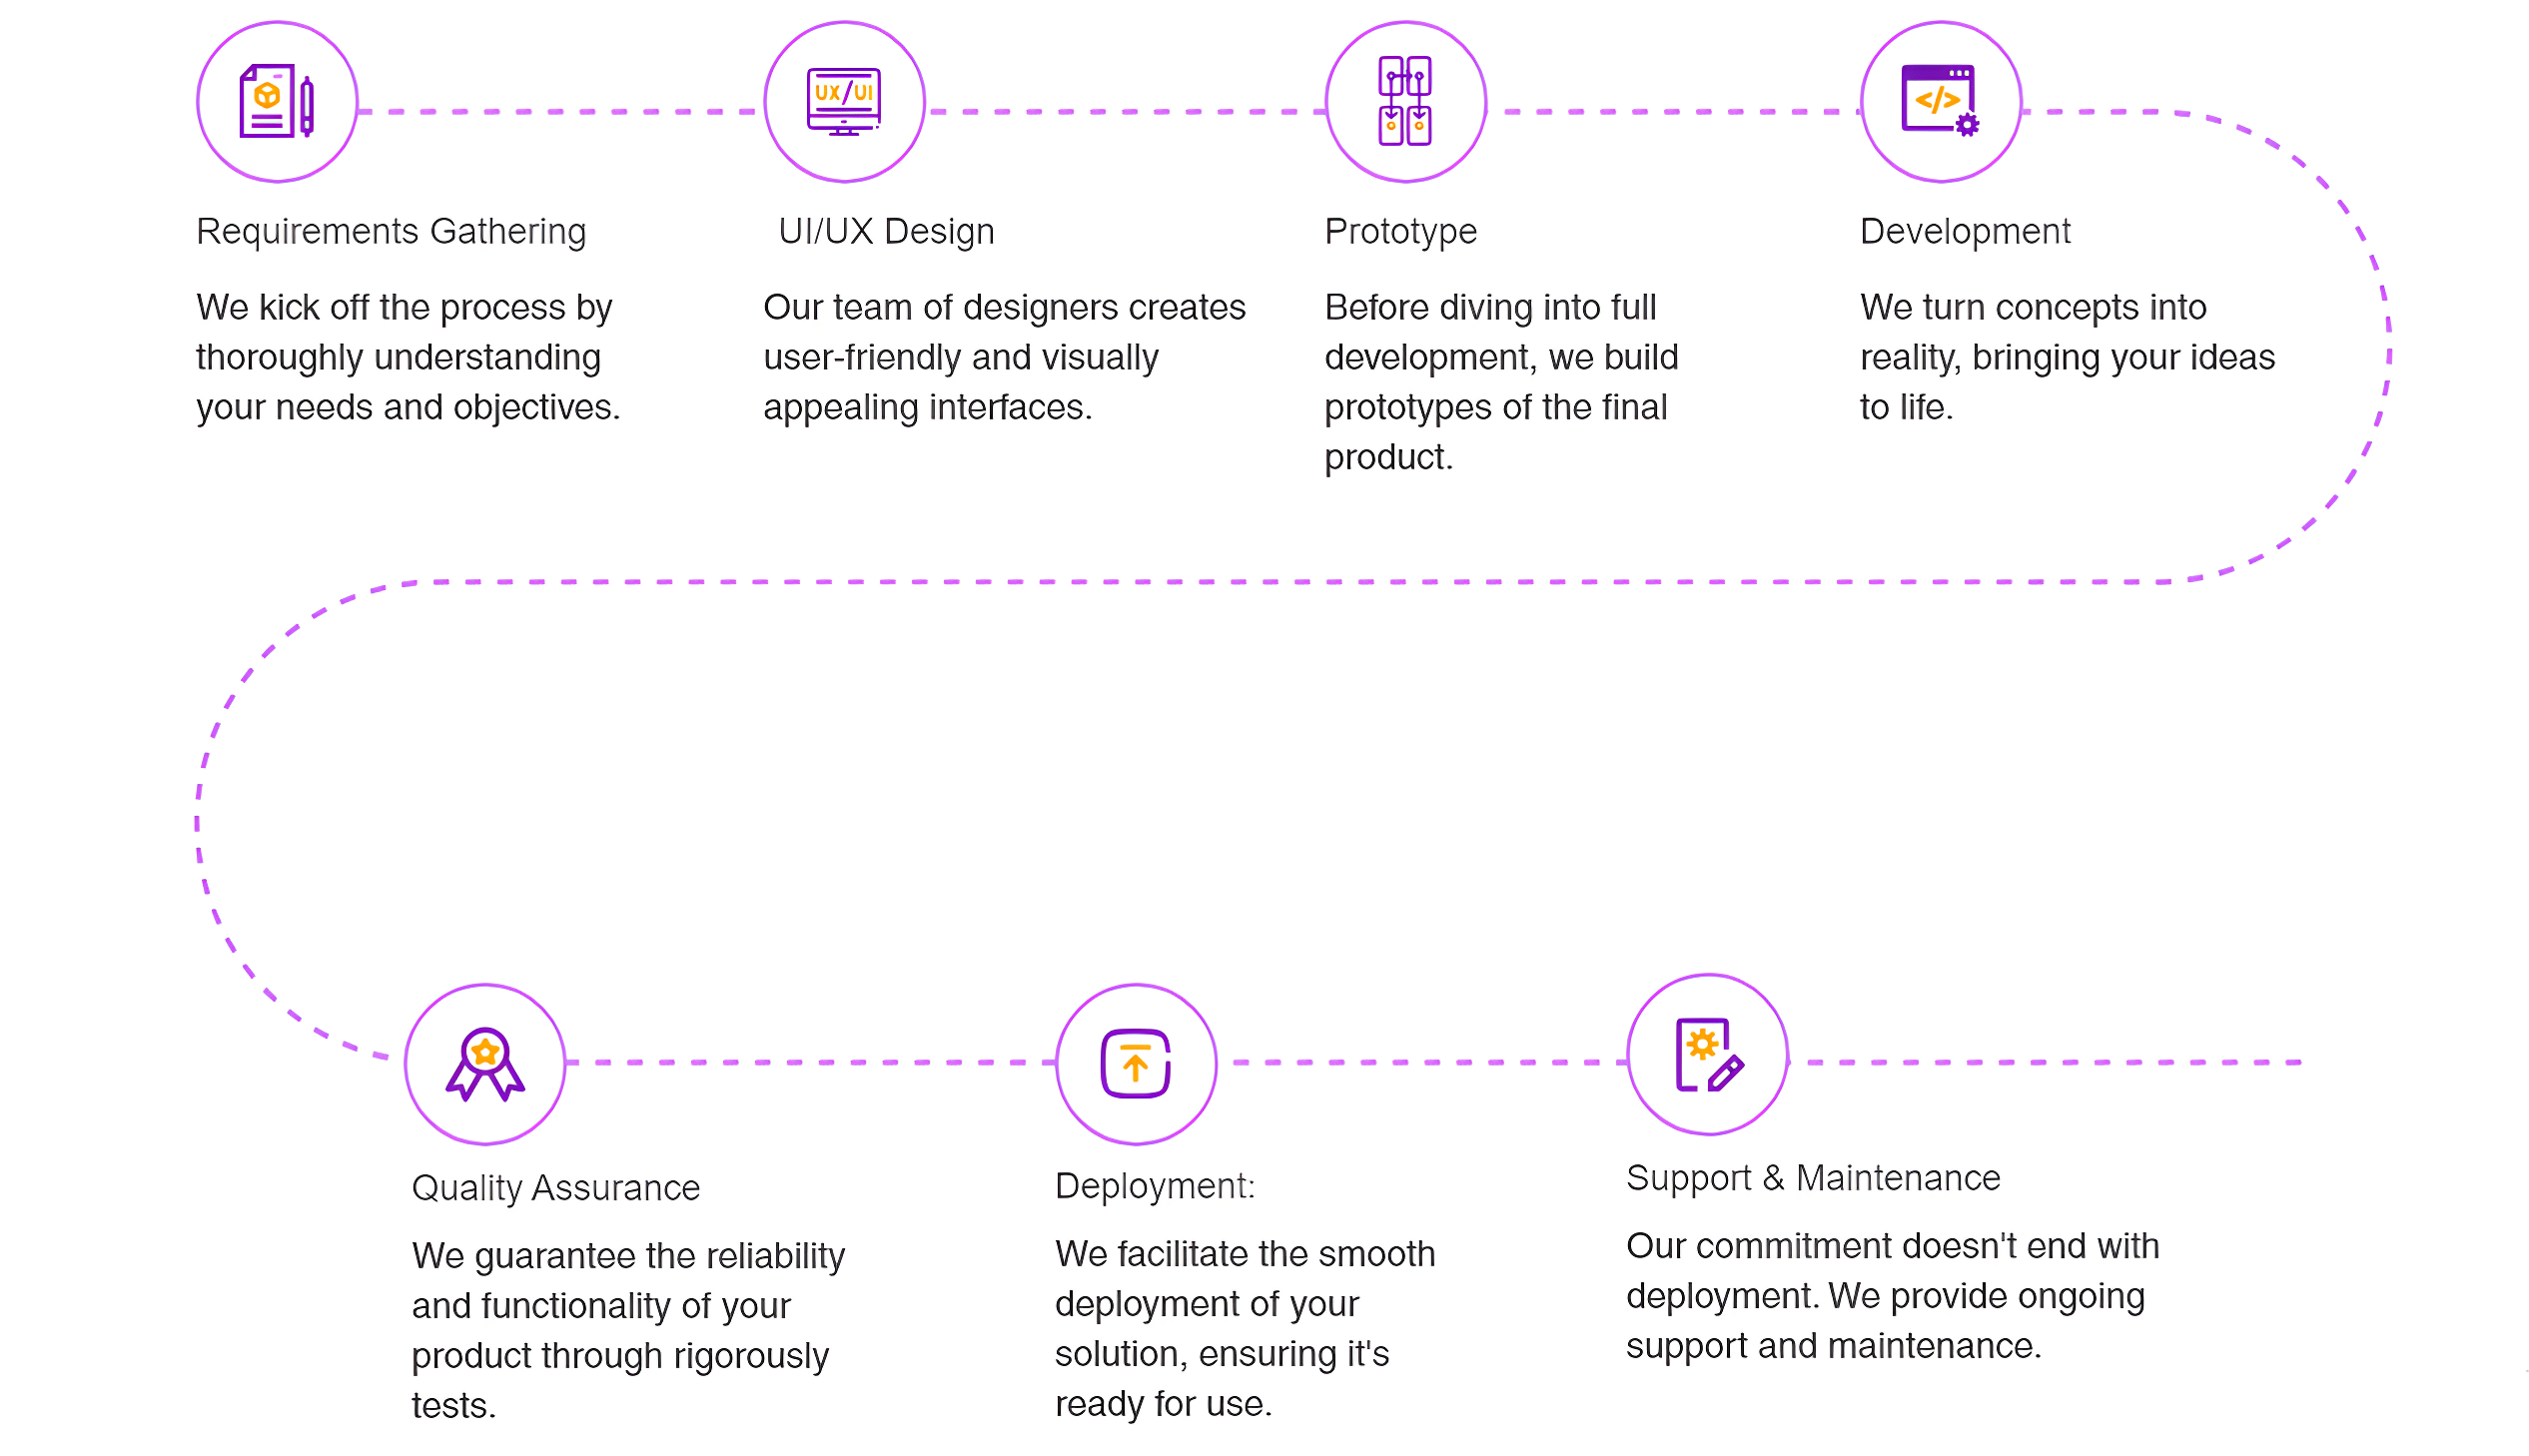 UX/UI
</>
Requirements Gathering
We kick off the process by
thoroughly understanding
your needs and objectives.
UI/UX Design
Our team of designers creates
user-friendly and visually
appealing interfaces.
Prototype
Before diving into full
development, we build
prototypes of the final
product.
Development
We turn concepts into
reality, bringing your ideas
to life.
Quality Assurance
We guarantee the reliability
and functionality of your
product through rigorously
tests.
Deployment:
We facilitate the smooth
deployment of your
solution, ensuring it's
ready for use.
Support & Maintenance
Our commitment doesn't end with
deployment. We provide ongoing
support and maintenance.